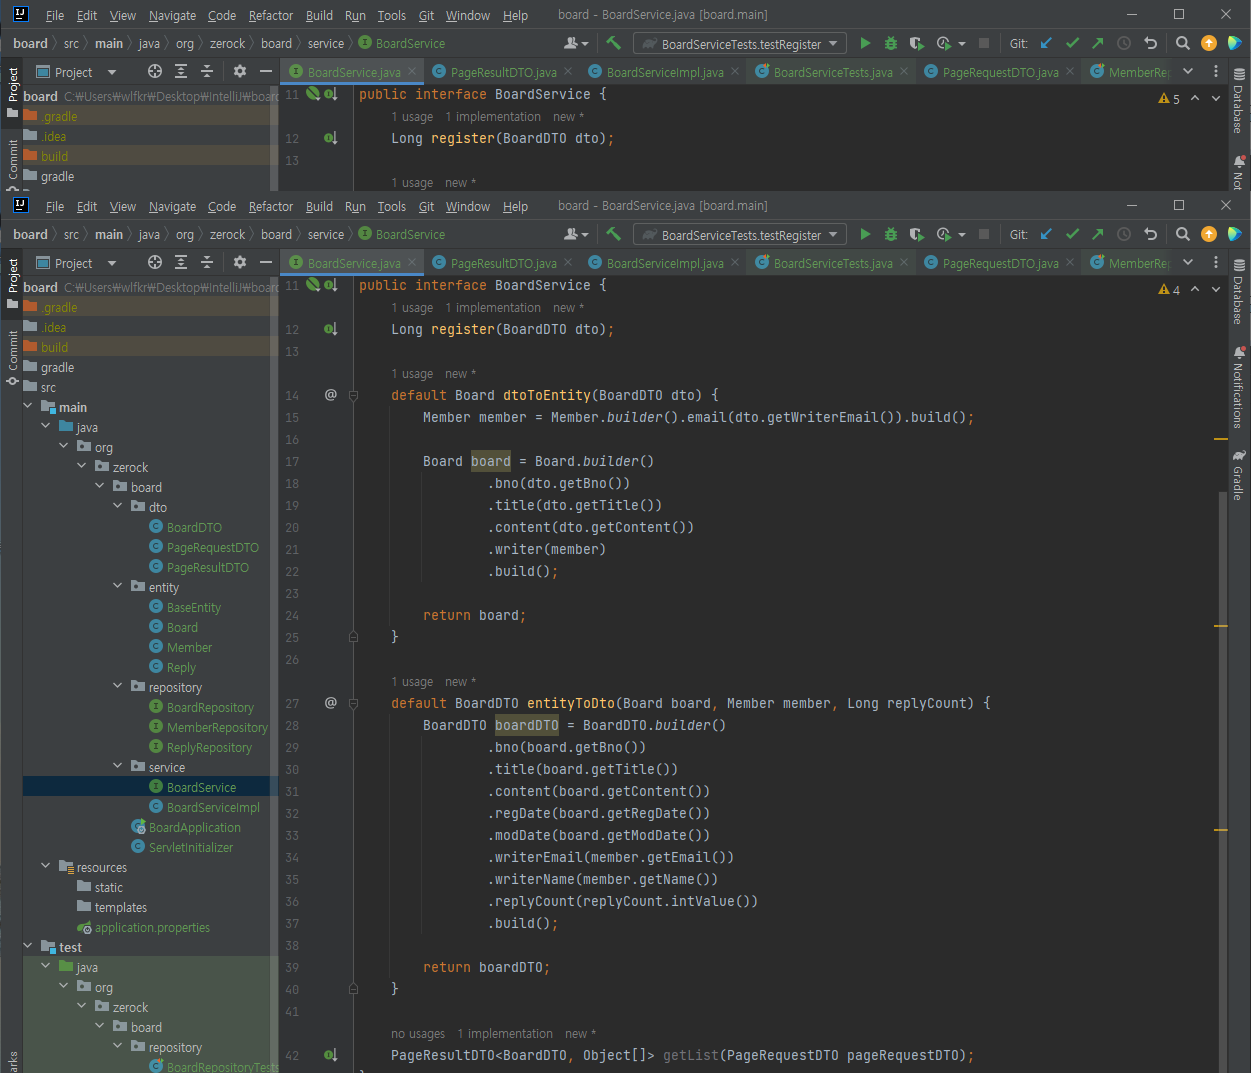 File Edit View Navigate Code Refactor Build Run Tools Git Window Help board - BoardService.java [board.main]
board src main java org zerock board service BoardService BoardServiceTests.testRegister Git:
Project BoardService.java PageResultDTO.java BoardServiceImpl.java BoardServiceTests.java PageRequestDTO.java MemberRe
Project
Commit
board C:₩Users₩wlfkr₩Desktop₩IntelliJ₩boar
.gradle
.idea
build
gradle
11 public interface BoardService {
5
1 usage 1 implementation new *
12 Long register(BoardDTO dto);
13
1 usage new *
Database
Not
File Edit View Navigate Code Refactor Build Run Tools Git Window Help board - BoardService.java [board.main]
board src main java org zerock board service BoardService BoardServiceTests.testRegister Git:
Project BoardService.java PageResultDTO.java BoardServiceImpl.java BoardServiceTests.java PageRequestDTO.java MemberRe
Project
Commit
board C:₩Users₩wlfkr₩Desktop₩IntelliJ₩boar
.gradle
.idea
build
gradle
src
main
java
org
zerock
board
dto
BoardDTO
PageRequestDTO
PageResultDTO
entity
BaseEntity
Board
Member
Reply
repository
BoardRepository
MemberRepository
ReplyRepository
service
BoardService
BoardServiceImpl
BoardApplication
ServletInitializer
resources
static
templates
application.properties
test
java
org
zerock
board
repository
BoardRepositoryTests
arks
11 public interface BoardService {
4
1 usage 1 implementation new *
12 Long register(BoardDTO dto);
13
1 usage new *
14 @ default Board dtoToEntity(BoardDTO dto) {
15 Member member = Member.builder().email(dto.getWriterEmail()).build();
16
17 Board board = Board.builder()
18 .bno(dto.getBno())
19 .title(dto.getTitle())
20 .content(dto.getContent())
21 .writer(member)
22 .build();
23
24 return board;
25 }
26
1 usage new *
27 @ default BoardDTO entityToDto(Board board, Member member, Long replyCount) {
28 BoardDTO boardDTO = BoardDTO.builder()
29 .bno(board.getBno())
30 .title(board.getTitle())
31 .content(board.getContent())
32 .regDate(board.getRegDate())
33 .modDate(board.getModDate())
34 .writerEmail(member.getEmail())
35 .writerName(member.getName())
36 .replyCount(replyCount.intValue())
37 .build();
38
39 return boardDTO;
40 }
41
no usages 1 implementation new *
42 PageResultDTO<BoardDTO, Object[]> getList(PageRequestDTO pageRequestDTO);
Database
Notifications
Gradle